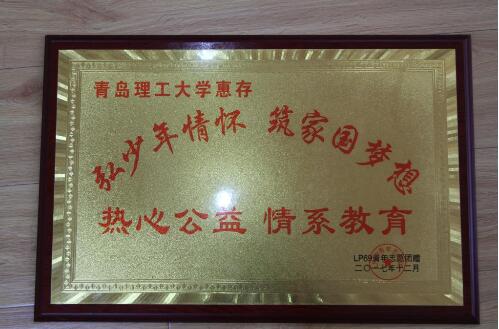 青岛理工大学惠存
弘少年情怀 筑家国梦想
热心公益 情系教育
LP69青年志愿团赠
二〇一七年十二月